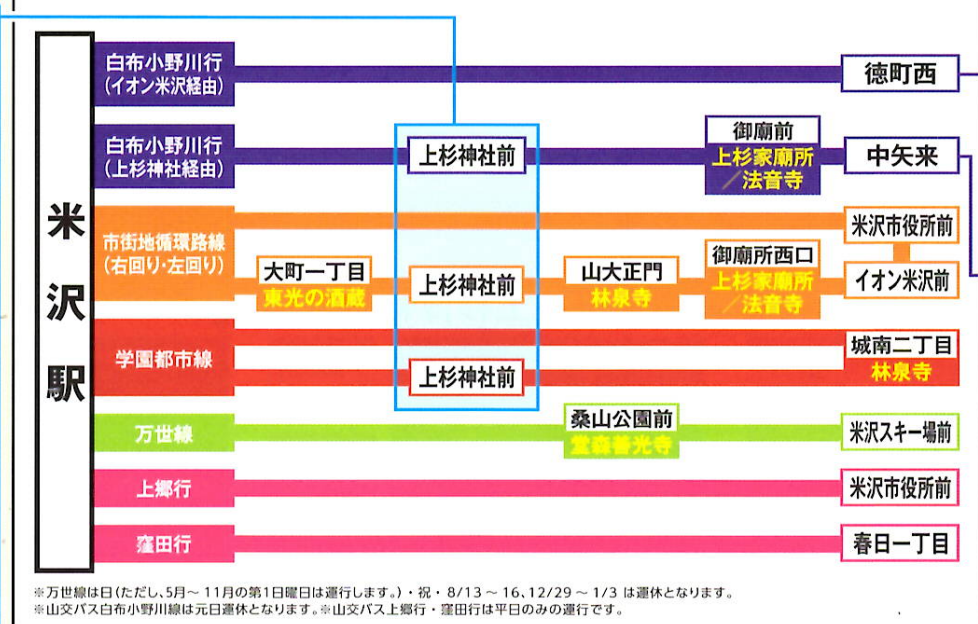 米沢駅
白布小野川行
(イオン米沢経由)
徳町西
白布小野川行
(上杉神社経由)
上杉神社前
御廟前
上杉家廟所
／法音寺
中矢来
市街地循環路線
(右回り・左回り)
米沢市役所前
大町一丁目
東光の酒蔵
上杉神社前
山大正門
林泉寺
御廟所西口
上杉家廟所
／法音寺
イオン米沢前
学園都市線
上杉神社前
城南二丁目
林泉寺
万世線
桑山公園前
堂森善光寺
米沢スキー場前
上郷行
米沢市役所前
窪田行
春日一丁目
※万世線は日(ただし、5月～11月の第1日曜日は運行します。)・祝・8/13～16、12/29～1/3は運休となります。
※山交バス白布小野川線は元日運休となります。※山交バス上郷行・窪田行は平日のみの運行です。